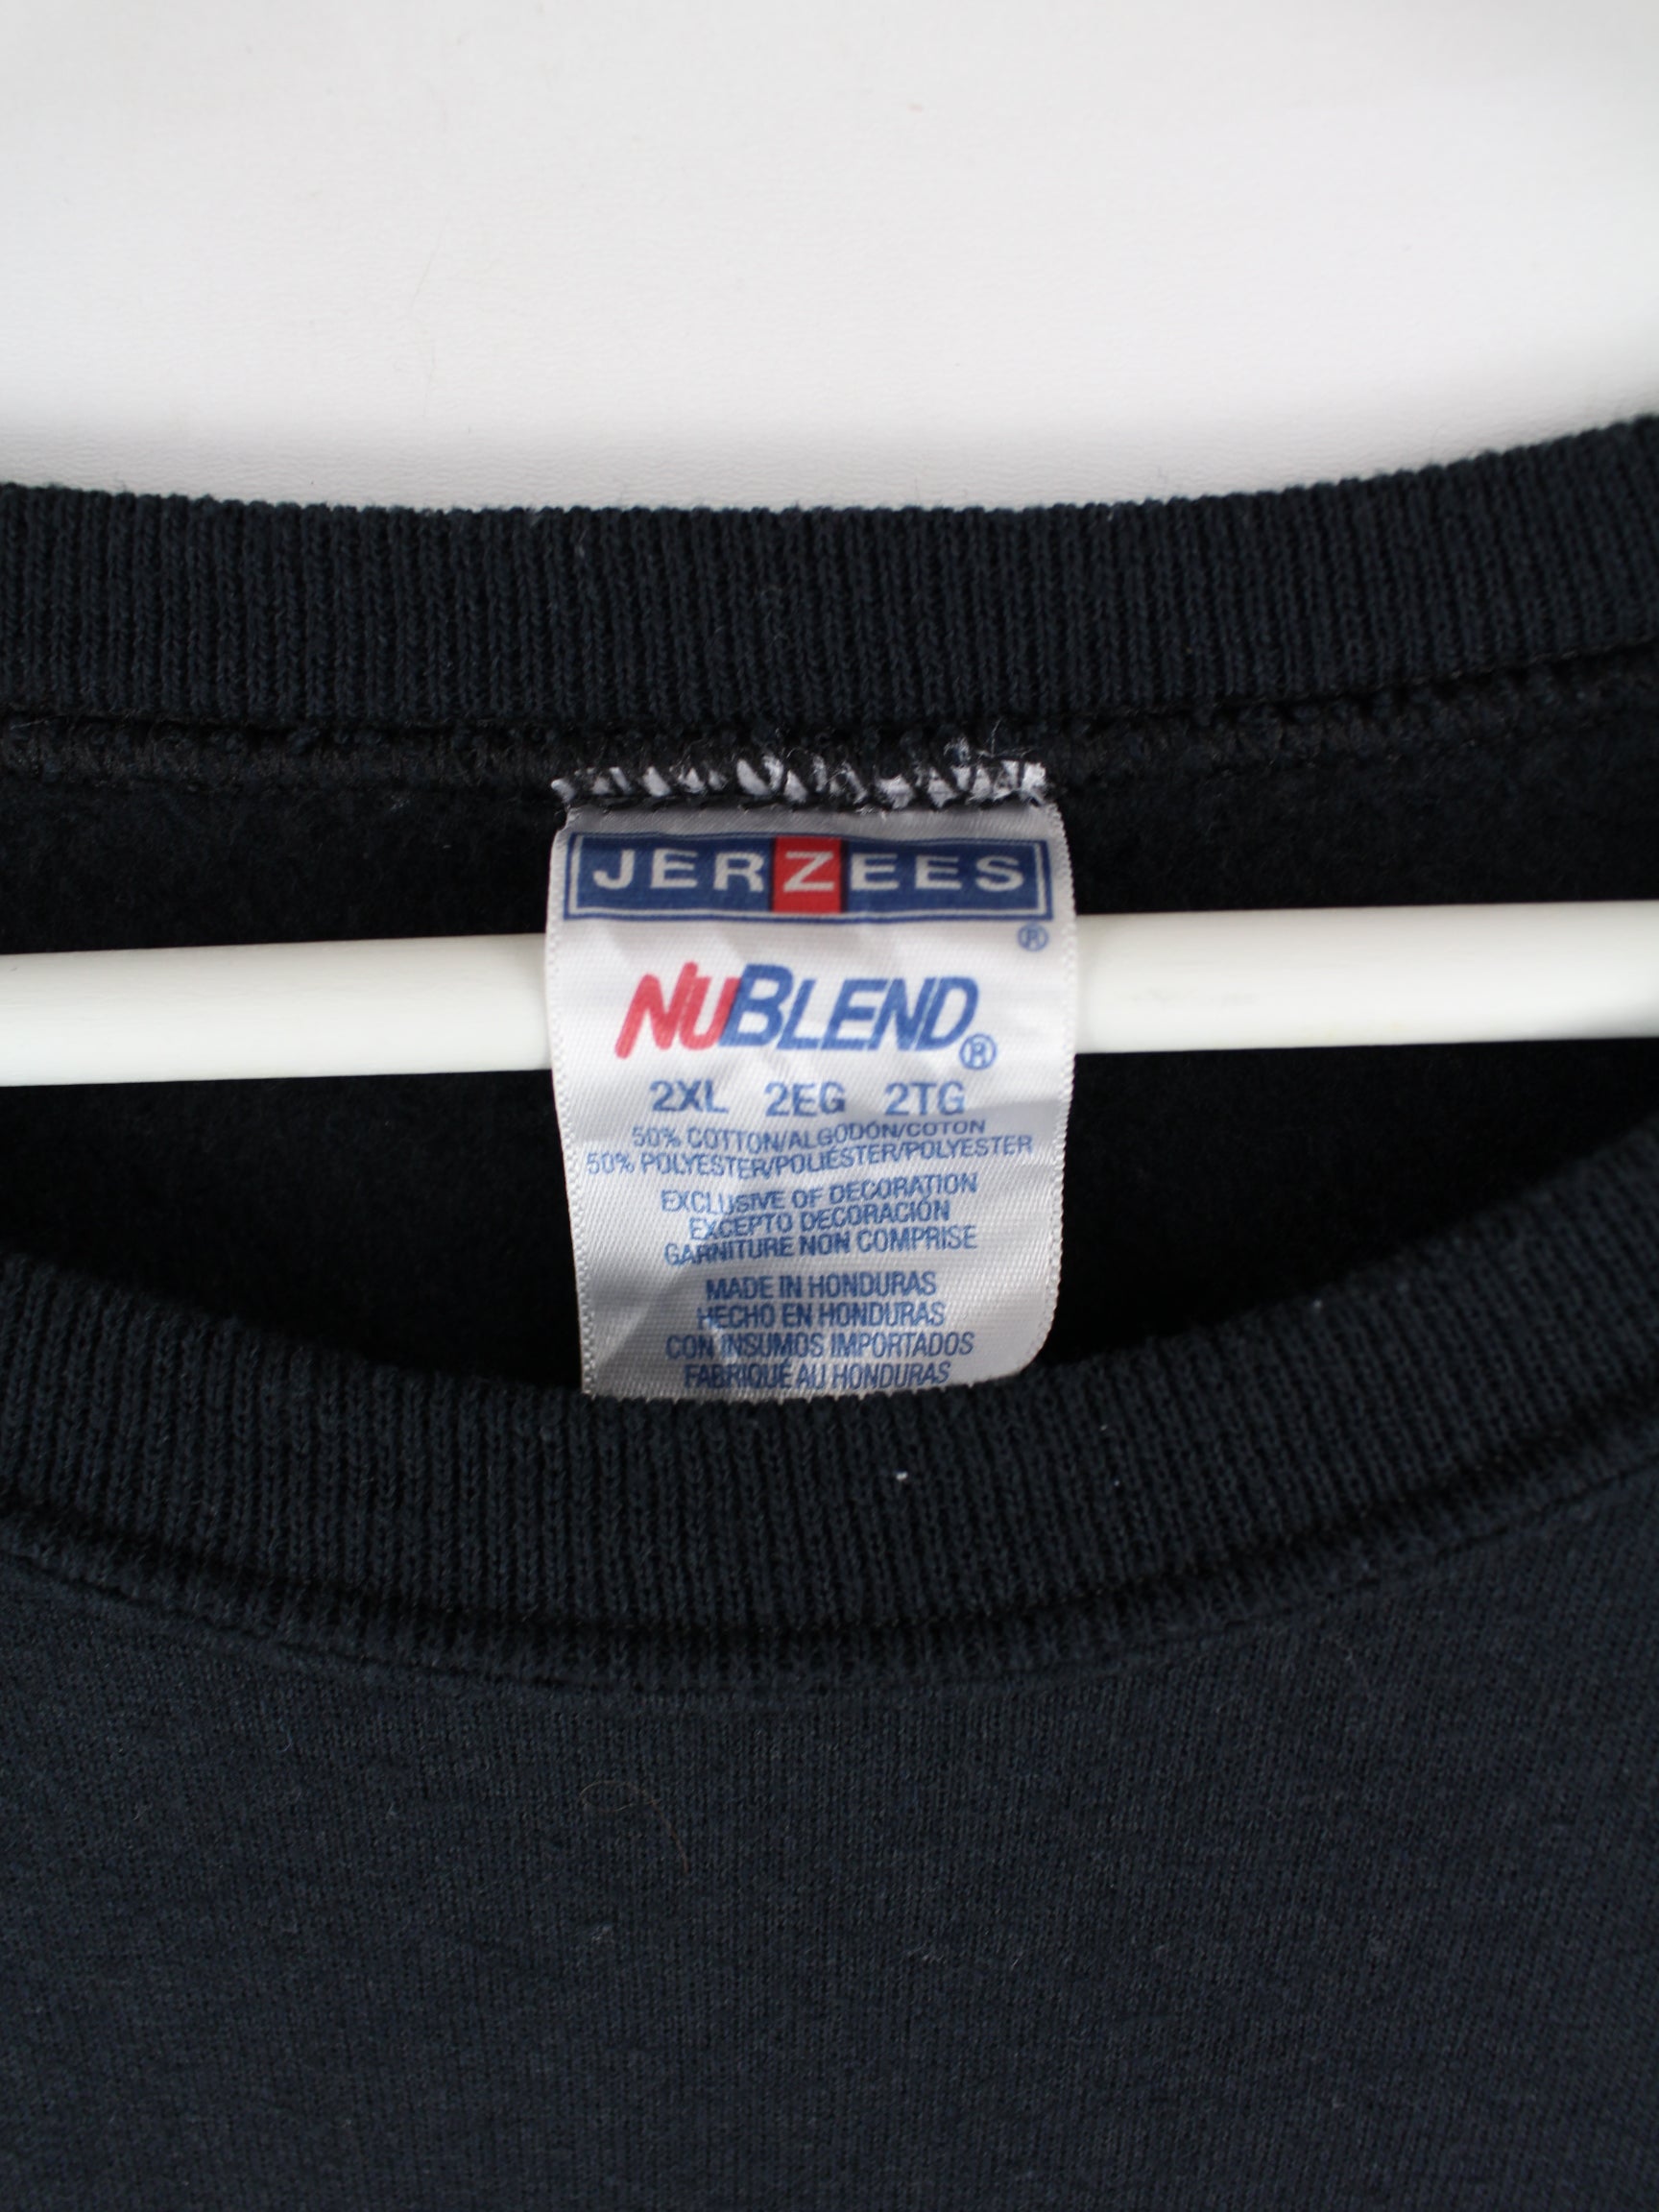 JERZEES
®
NUBLEND®
2XL 2EG 2TG
50% COTTON/ALGODÓN/COTON
50% POLYESTER/POLIÉSTER/POLYESTER
EXCLUSIVE OF DECORATION
EXCEPTO DECORACIÓN
GARNITURE NON COMPRISE
MADE IN HONDURAS
HECHO EN HONDURAS
CON INSUMOS IMPORTADOS
FABRIQUÉ AU HONDURAS